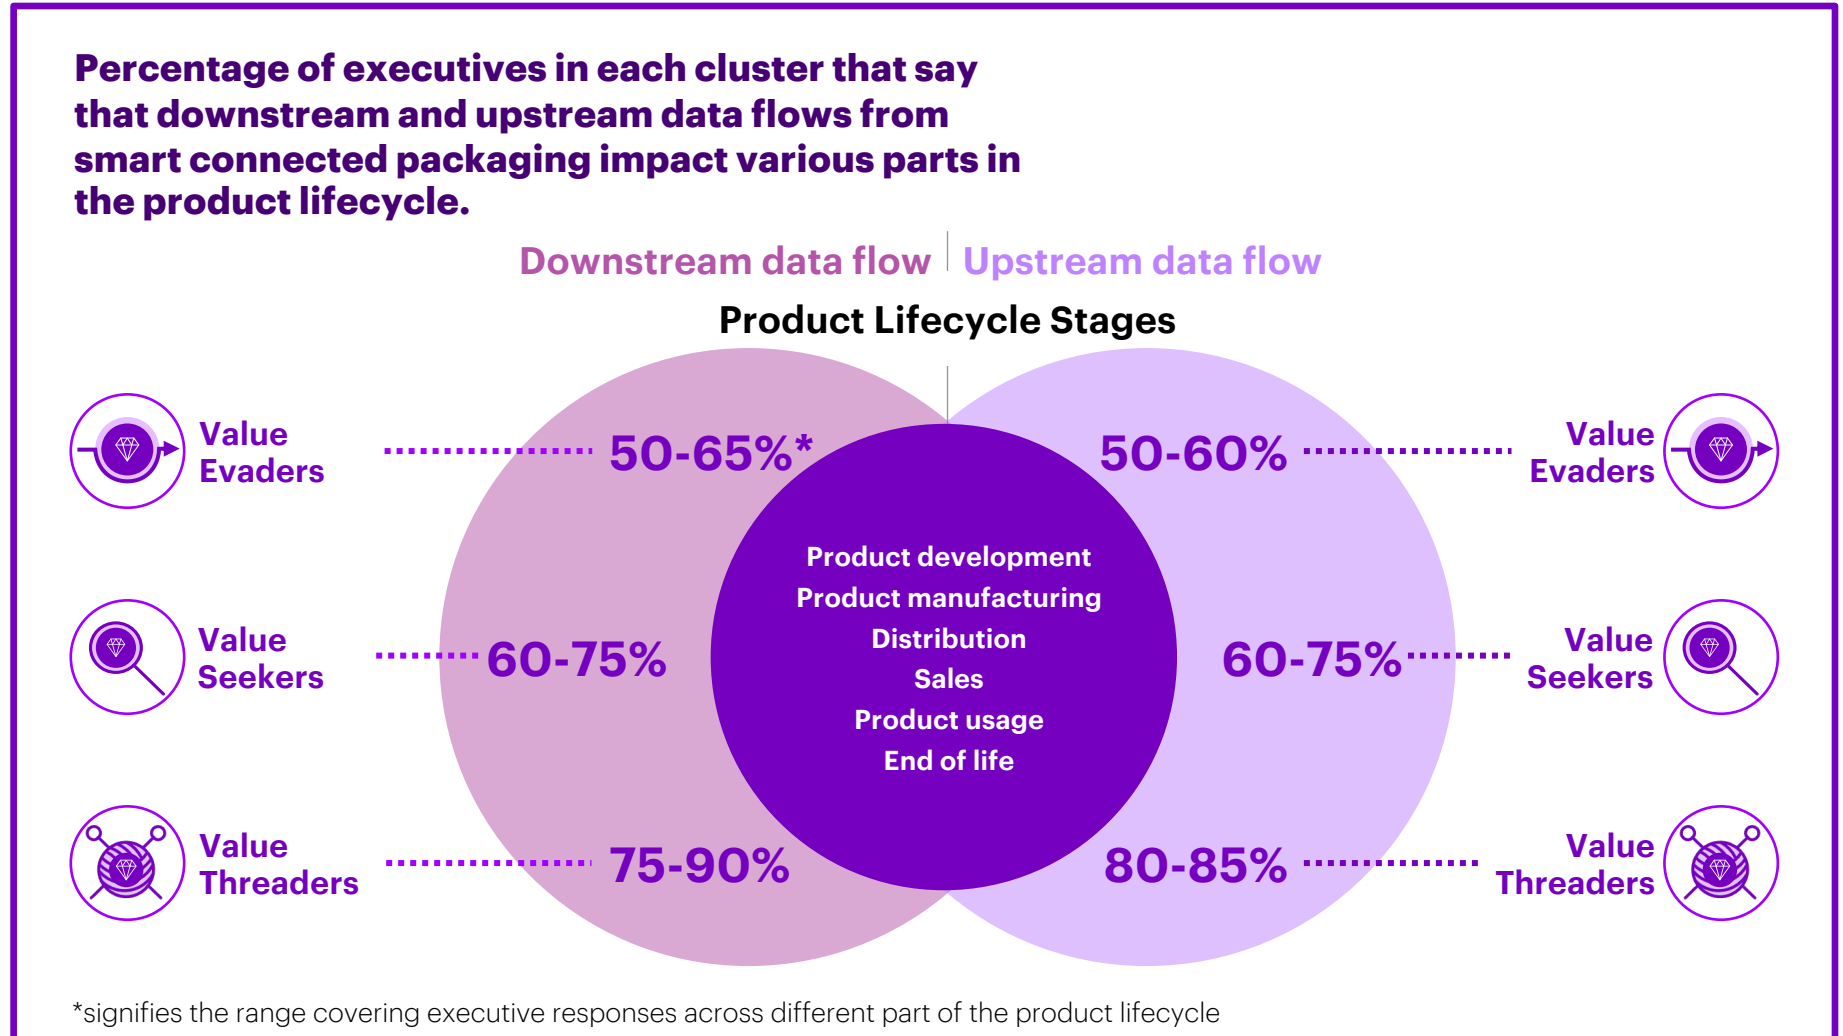 Percentage of executives in each cluster that say
that downstream and upstream data flows from
smart connected packaging impact various parts in
the product lifecycle.
Downstream data flow
Upstream data flow
Product Lifecycle Stages
Value
Evaders
50-65%*
50-60%
Value
Evaders
Product development
Product manufacturing
Distribution
Sales
Product usage
End of life
Value
Seekers
60-75%
60-75%
Value
Seekers
Value
Threaders
75-90%
80-85%
Value
Threaders
*signifies the range covering executive responses across different part of the product lifecycle